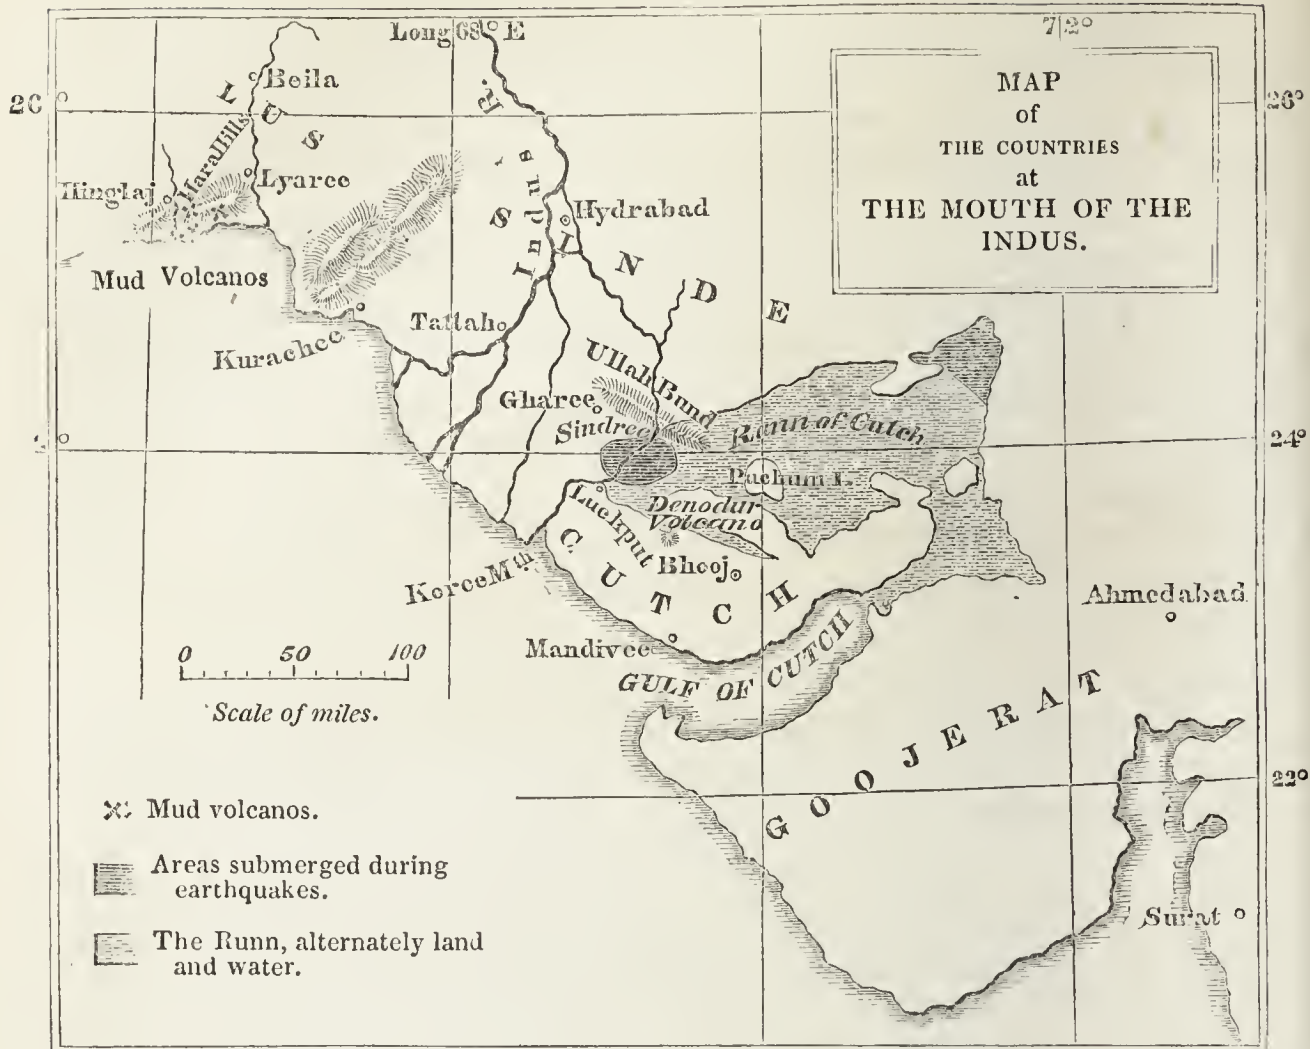 Long 68° E
72°
MAP
of
THE COUNTRIES
at
THE MOUTH OF THE
INDUS.
26°
26°
Beila
LUS
Hara Hills
Hinglaj
Lyaree
R. Indus
Hydrabad
SINDE
Mud Volcanos
Kurachee
Tattah
Ullah Bund
Gharee
Sindree
Runn of Cutch
24°
Puchum I.
Luckput
Denodur
Volcano
Bhooj
CUTCH
Koree Mth
Mandivee
GULF OF CUTCH
Ahmedabad
GOOJERAT
22°
Surat
0 50 100
Scale of miles.
Mud volcanos.
Areas submerged during
earthquakes.
The Runn, alternately land
and water.